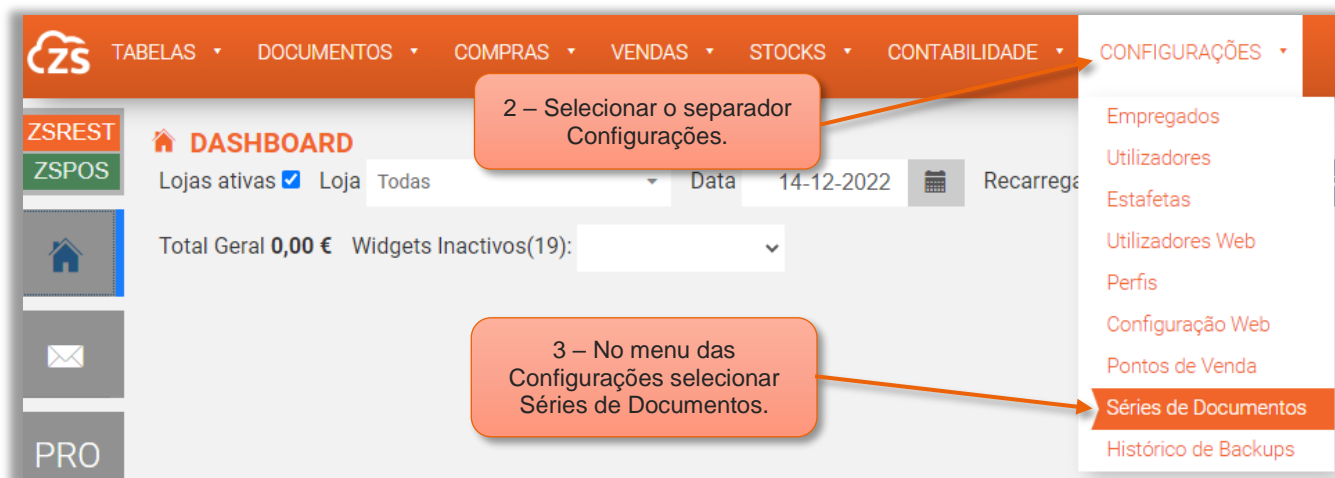 ZS TABELAS DOCUMENTOS COMPRAS VENDAS STOCKS CONTABILIDADE CONFIGURAÇÕES
2 – Selecionar o separador
Configurações.
ZSREST
ZSPOS
DASHBOARD
Lojas ativas Loja Todas Data 14-12-2022 Recarrega
Total Geral 0,00 € Widgets Inactivos(19):
3 – No menu das
Configurações selecionar
Séries de Documentos.
PRO
Empregados
Utilizadores
Estafetas
Utilizadores Web
Perfis
Configuração Web
Pontos de Venda
Séries de Documentos
Histórico de Backups